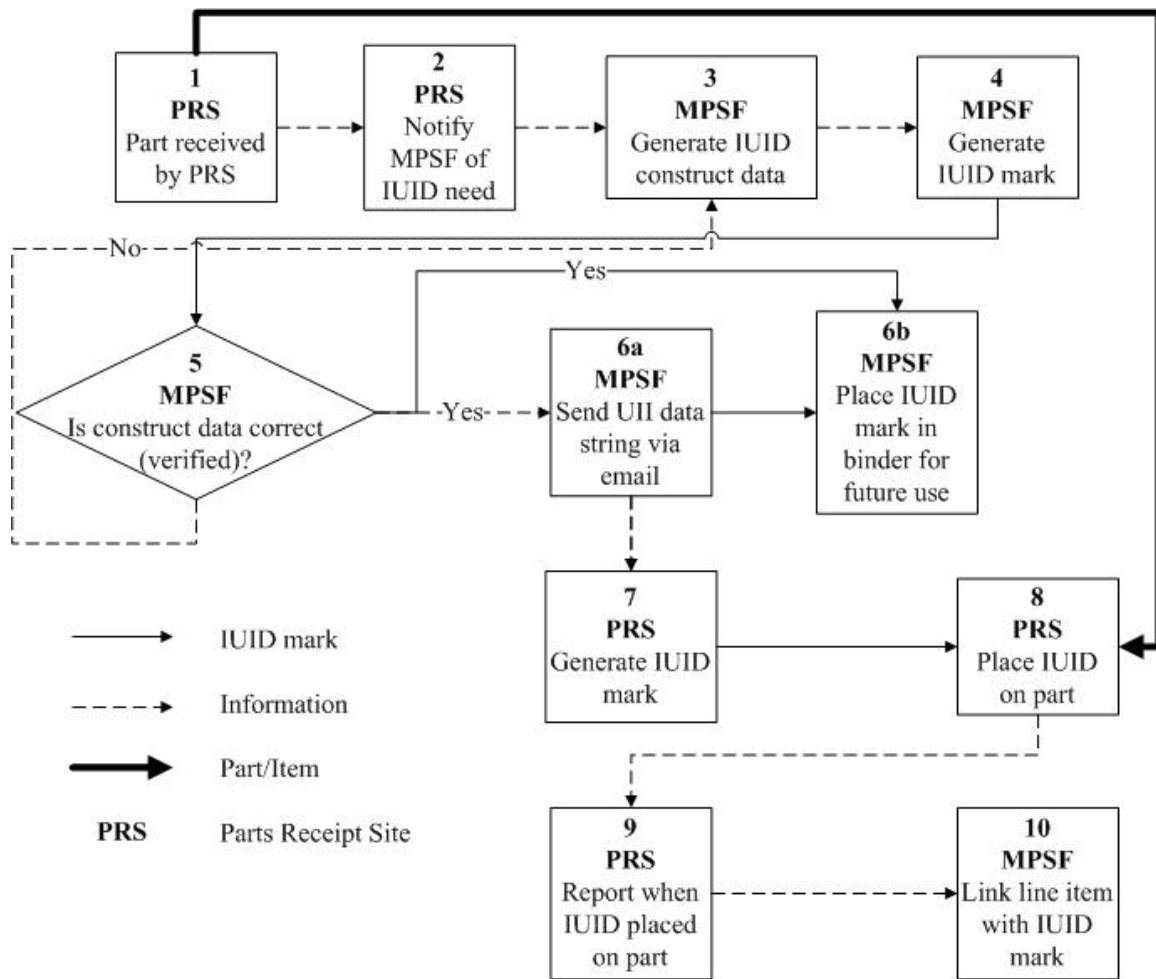 1
PRS
Part received
by PRS
2
PRS
Notify
MPSF of
IUID need
3
MPSF
Generate IUID
construct data
4
MPSF
Generate
IUID mark
No
Yes
5
MPSF
Is construct data correct
(verified)?
Yes
6a
MPSF
Send UII data
string via
email
6b
MPSF
Place IUID
mark in
binder for
future use
7
PRS
Generate IUID
mark
8
PRS
Place IUID
on part
IUID mark
Information
Part/Item
PRS Parts Receipt Site
9
PRS
Report when
IUID placed
on part
10
MPSF
Link line item
with IUID
mark